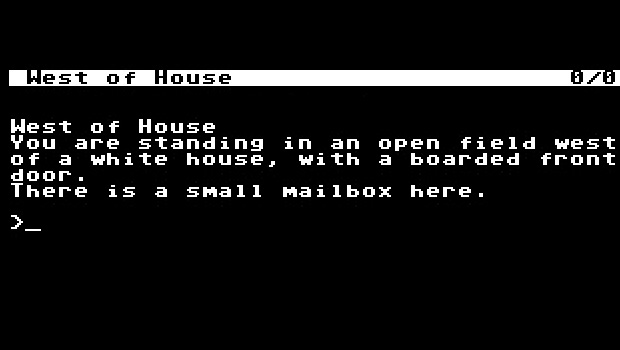 West of House 0/0
West of House
You are standing in an open field west
of a white house, with a boarded front
door.
There is a small mailbox here.
>_